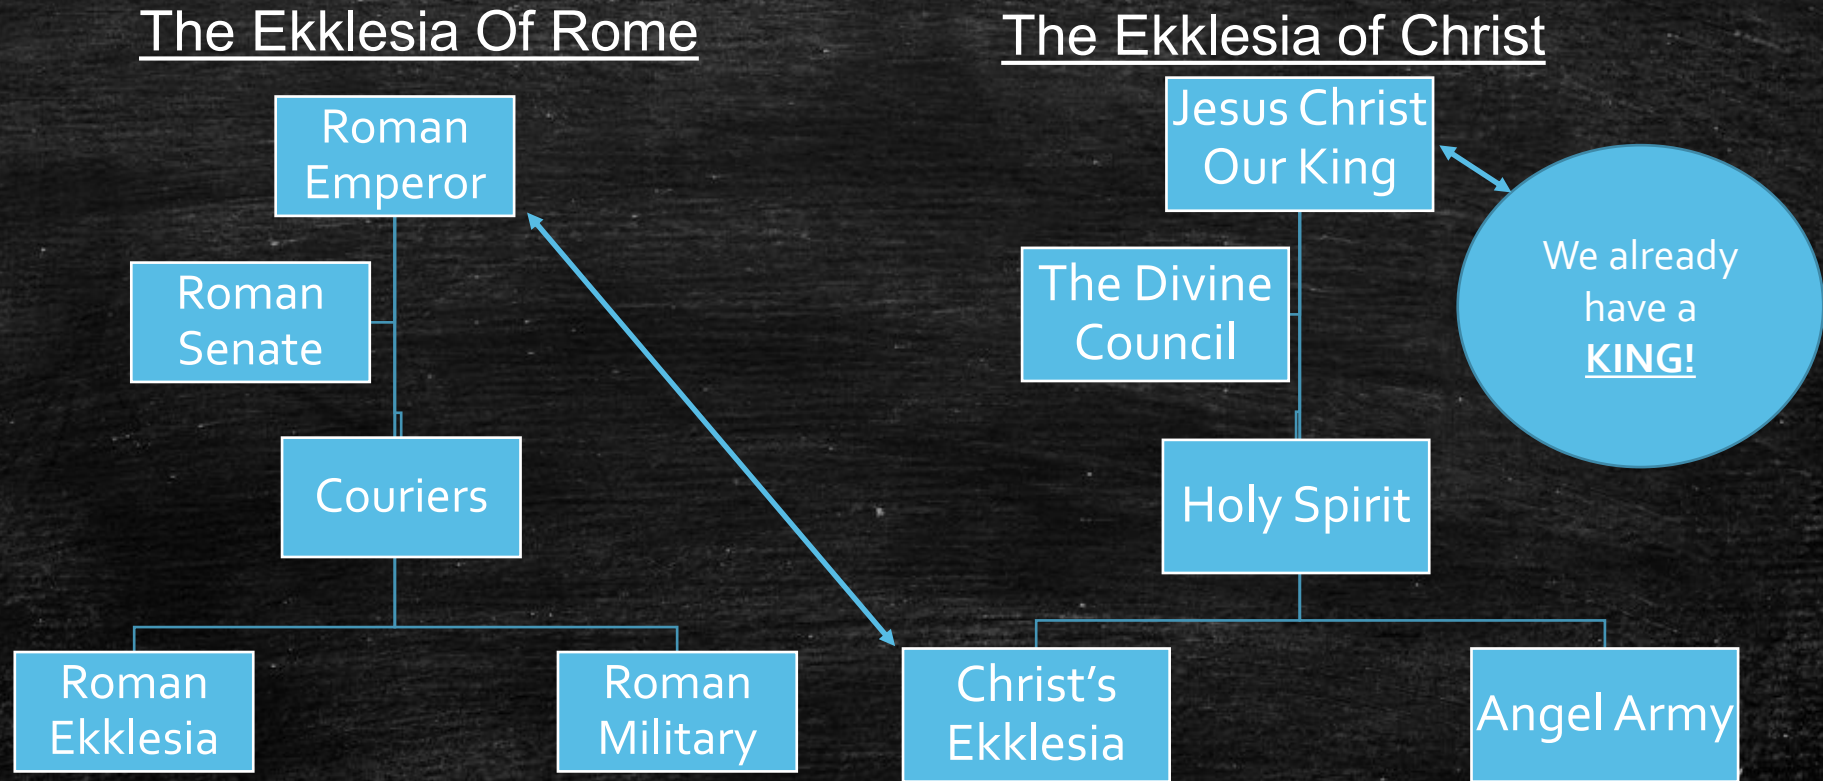 The Ekklesia Of Rome
Roman
Emperor
Roman
Senate
Couriers
Roman
Ekklesia
Roman
Military
The Ekklesia of Christ
Jesus Christ
Our King
We already
have a
KING!
The Divine
Council
Holy Spirit
Christ’s
Ekklesia
Angel Army